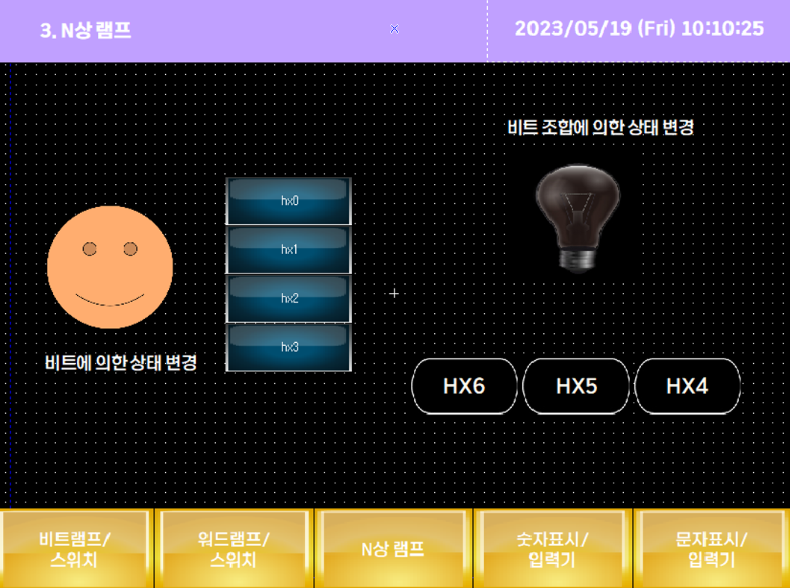 3. N상 램프
2023/05/19 (Fri) 10:10:25
비트 조합에 의한 상태 변경
hx0
hx1
hx2
hx3
비트에 의한 상태 변경
HX6
HX5
HX4
비트램프/
스위치
워드램프/
스위치
N상 램프
숫자표시/
입력기
문자표시/
입력기